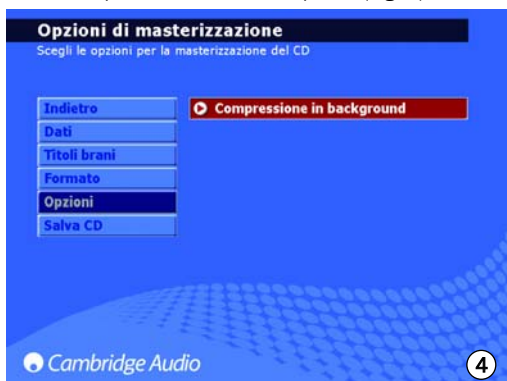 Opzioni di masterizzazione
Scegli le opzioni per la masterizzazione del CD
Indietro
Compressione in background
Dati
Titoli brani
Formato
Opzioni
Salva CD
Cambridge Audio
4